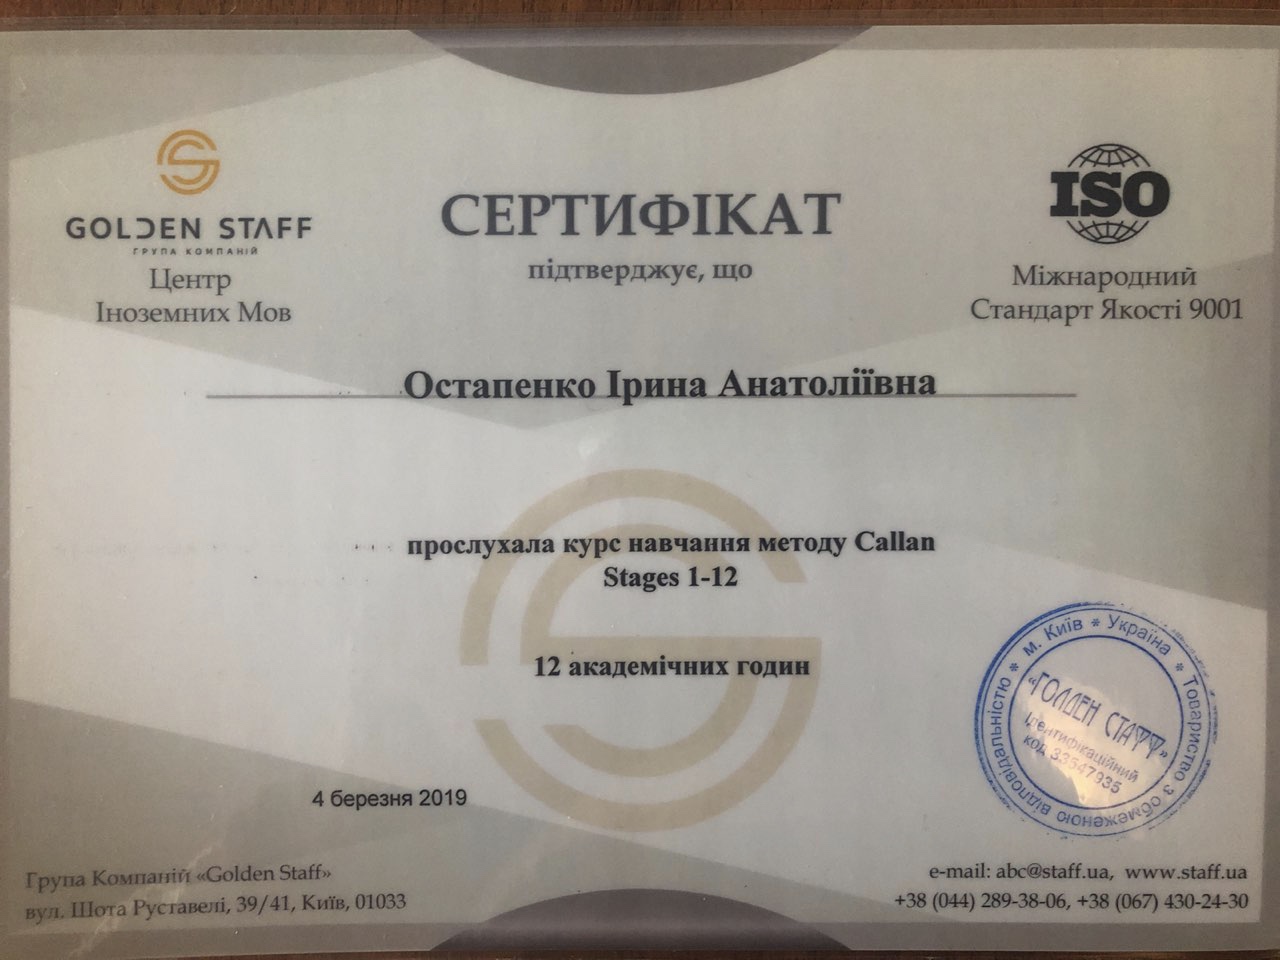 GOLDEN STAFF
ГРУПА КОМПАНІЙ
Центр
Іноземних Мов
СЕРТИФІКАТ
підтверджує, що
ISO
Міжнародний
Стандарт Якості 9001
Остапенко Ірина Анатоліївна
прослухала курс навчання методу Callan
Stages 1-12
12 академічних годин
4 березня 2019
м. Київ * Україна * Товариство з обмеженою відповідальністю *
«ГОЛДЕН СТАФФ»
Ідентифікаційний
код 33547935
Група Компаній «Golden Staff»
вул. Шота Руставелі, 39/41, Київ, 01033
e-mail: abc@staff.ua, www.staff.ua
+38 (044) 289-38-06, +38 (067) 430-24-30